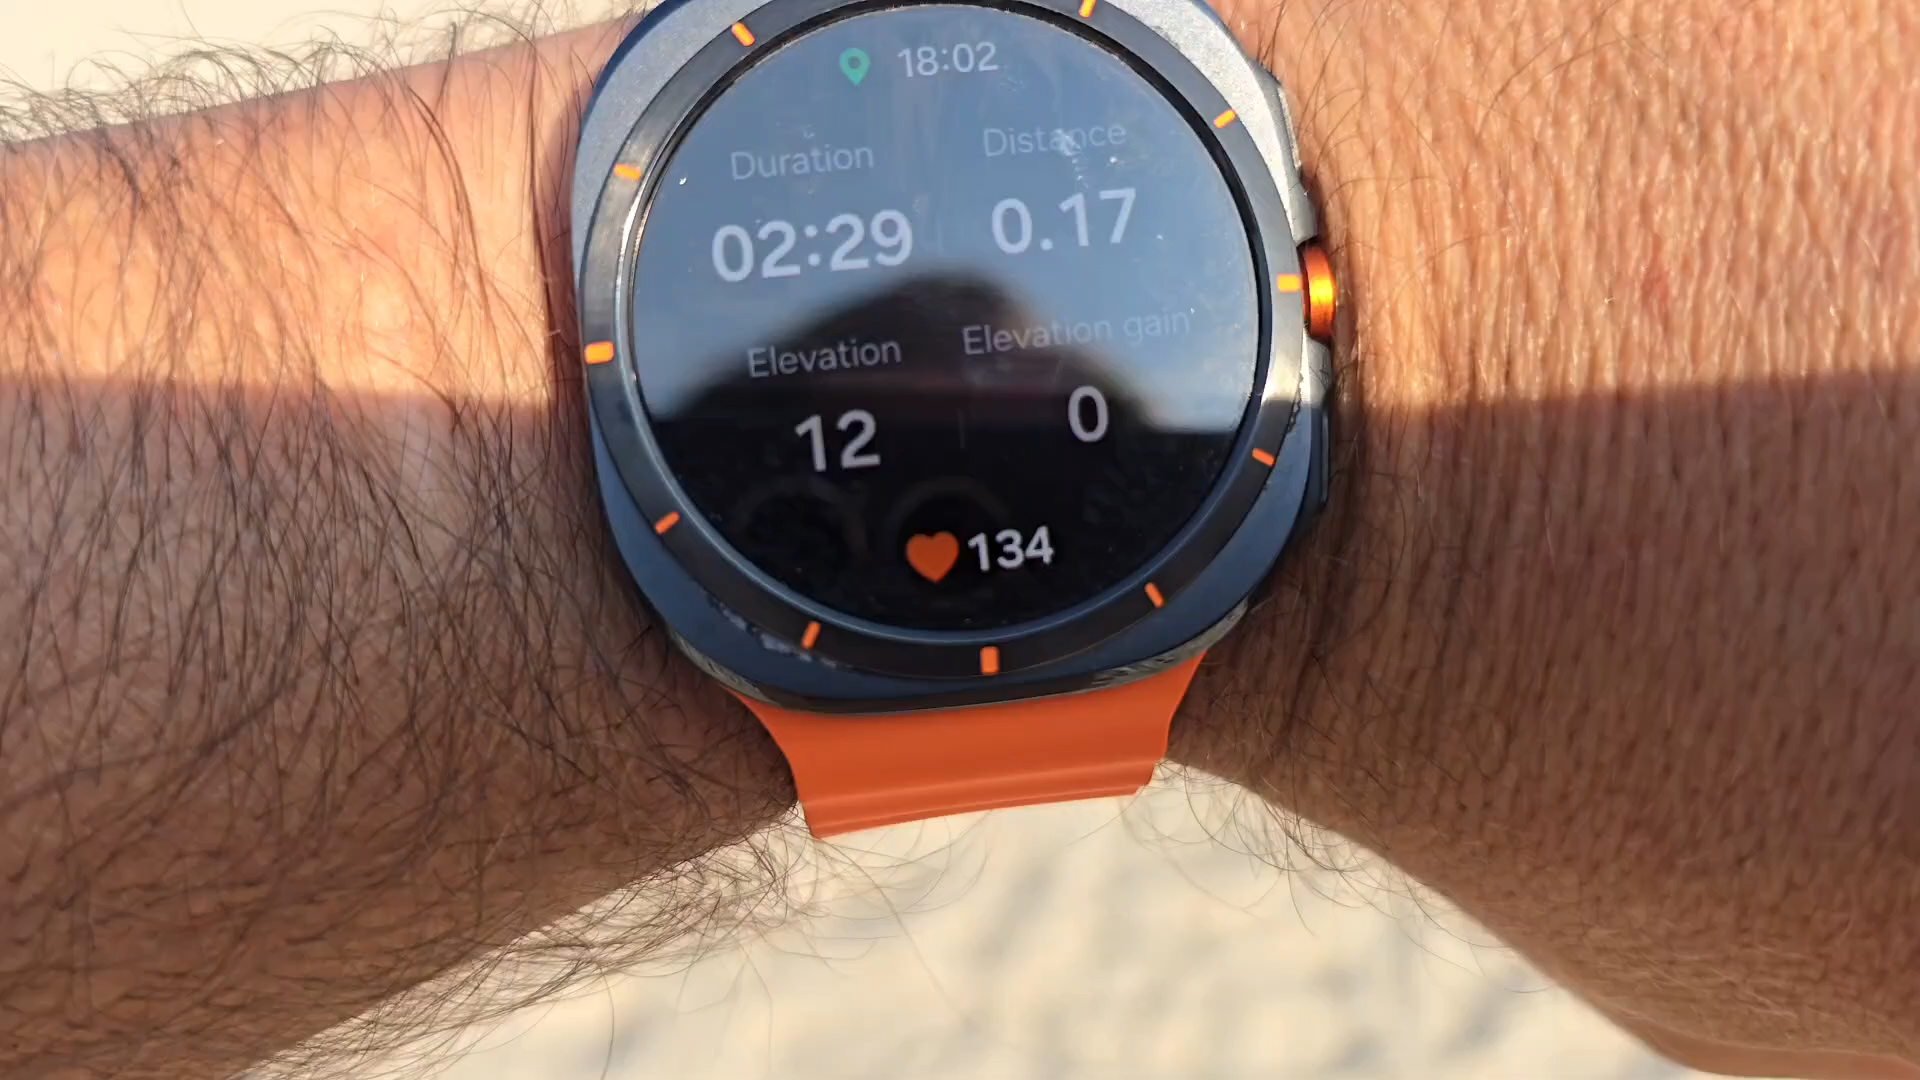 18:02
Duration
Distance
02:29
0.17
Elevation
Elevation gain
12
0
134